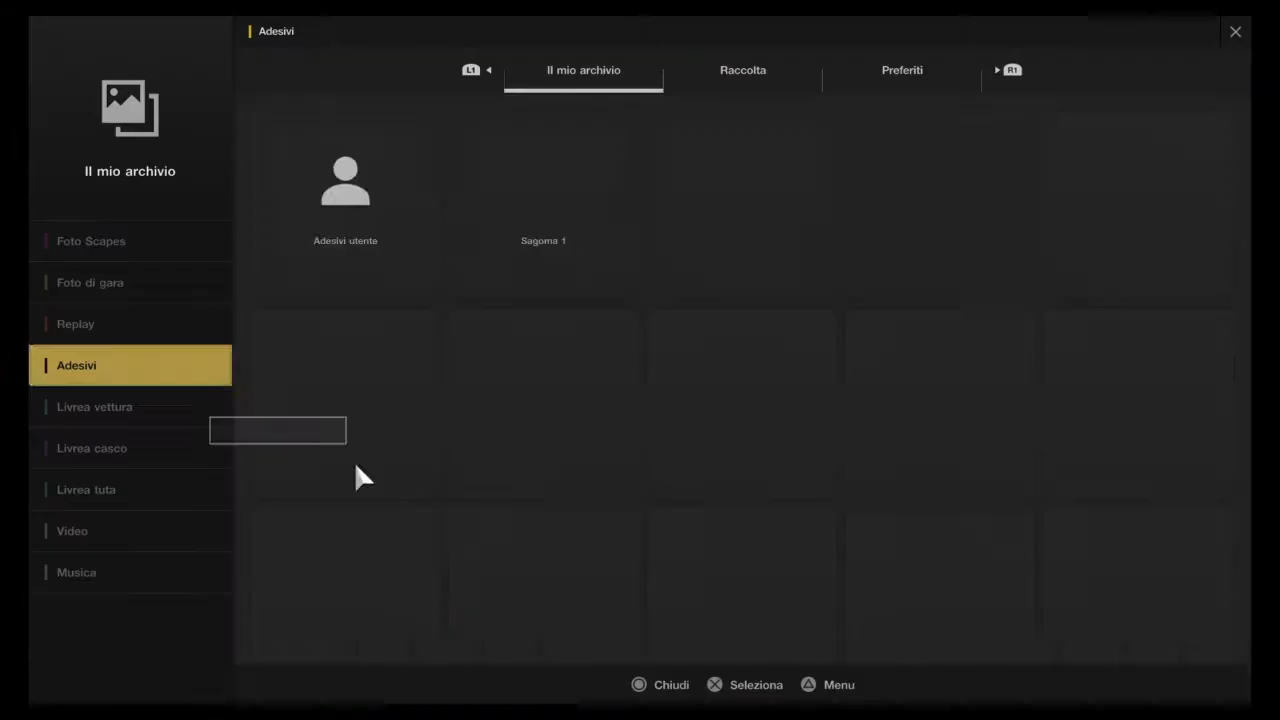 Adesivi
L1 Il mio archivio Raccolta Preferiti R1
Il mio archivio
Foto Scapes
Foto di gara
Replay
Adesivi
Livrea vettura
Livrea casco
Livrea tuta
Video
Musica
Adesivi utente
Sagoma 1
Chiudi Seleziona Menu